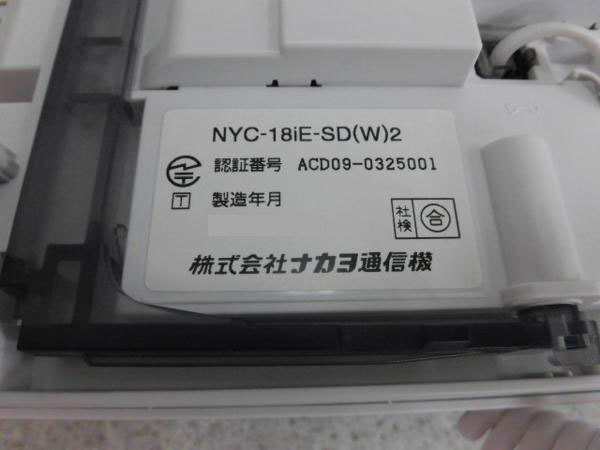 NYC-18iE-SD(W)2
認証番号 ACD09-0325001
T 製造年月
社検 合
株式会社ナカヨ通信機